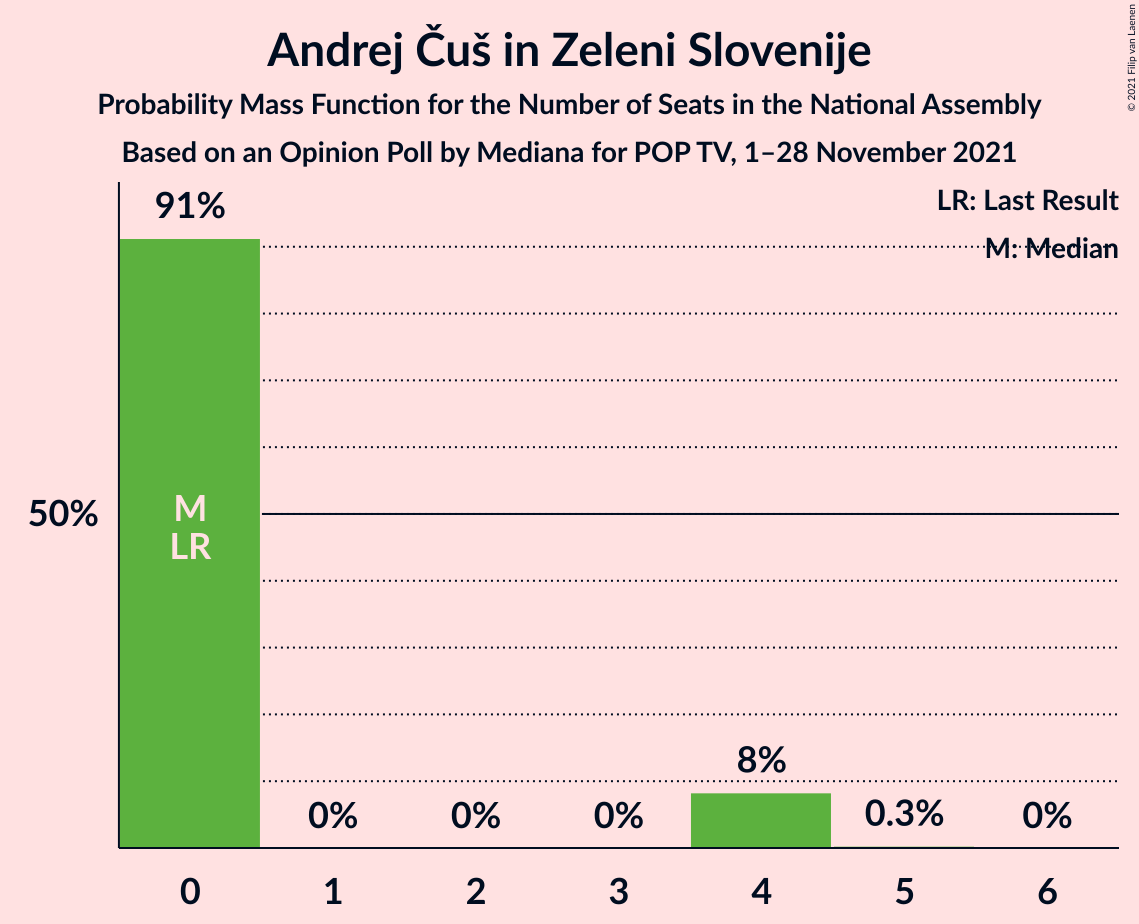 Andrej Čuš in Zeleni Slovenije
Probability Mass Function for the Number of Seats in the National Assembly
Based on an Opinion Poll by Mediana for POP TV, 1–28 November 2021
© 2021 Filip van Laenen
LR: Last Result
M: Median
91%
50%
M
LR
0% 0% 0% 8% 0.3% 0%
0 1 2 3 4 5 6